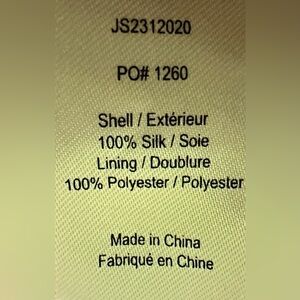 JS2312020
PO# 1260
Shell / Extérieur
100% Silk / Soie
Lining / Doublure
100% Polyester / Polyester
Made in China
Fabriqué en Chine